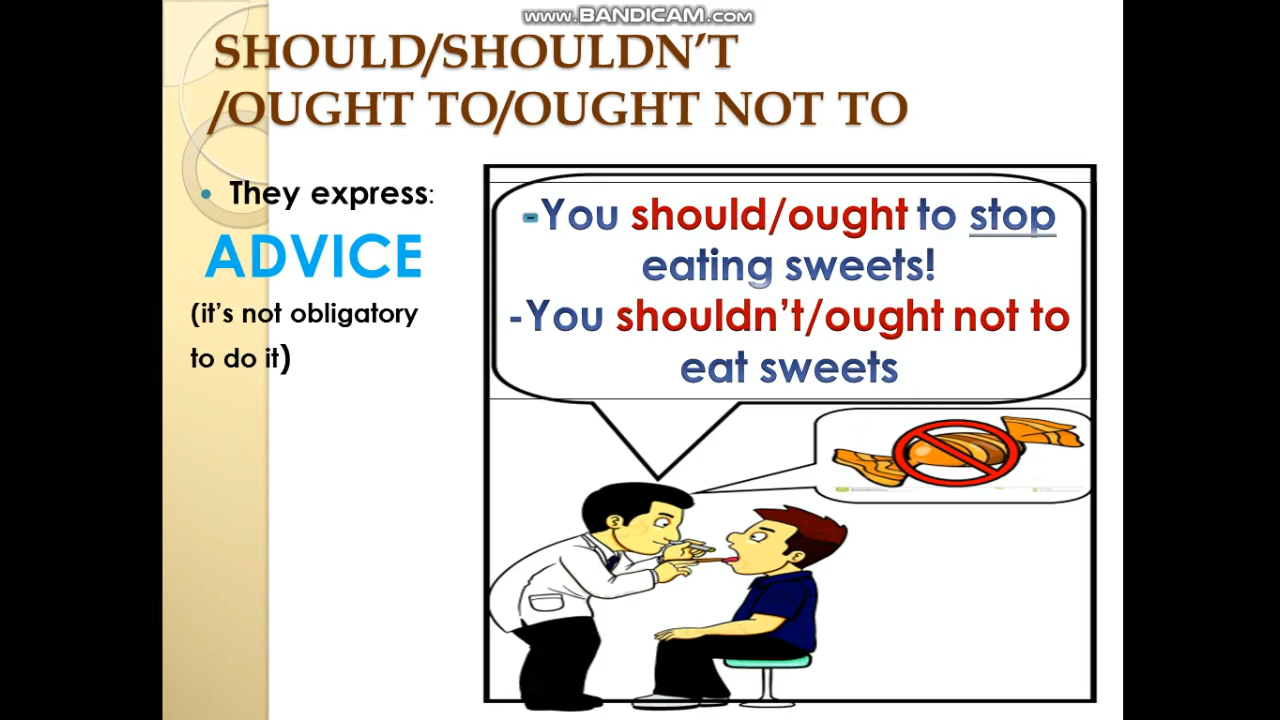 www.BANDICAM.com
SHOULD/SHOULDN’T
/OUGHT TO/OUGHT NOT TO
• They express:
ADVICE
(it’s not obligatory
to do it)
-You should/ought to stop
eating sweets!
-You shouldn’t/ought not to
eat sweets